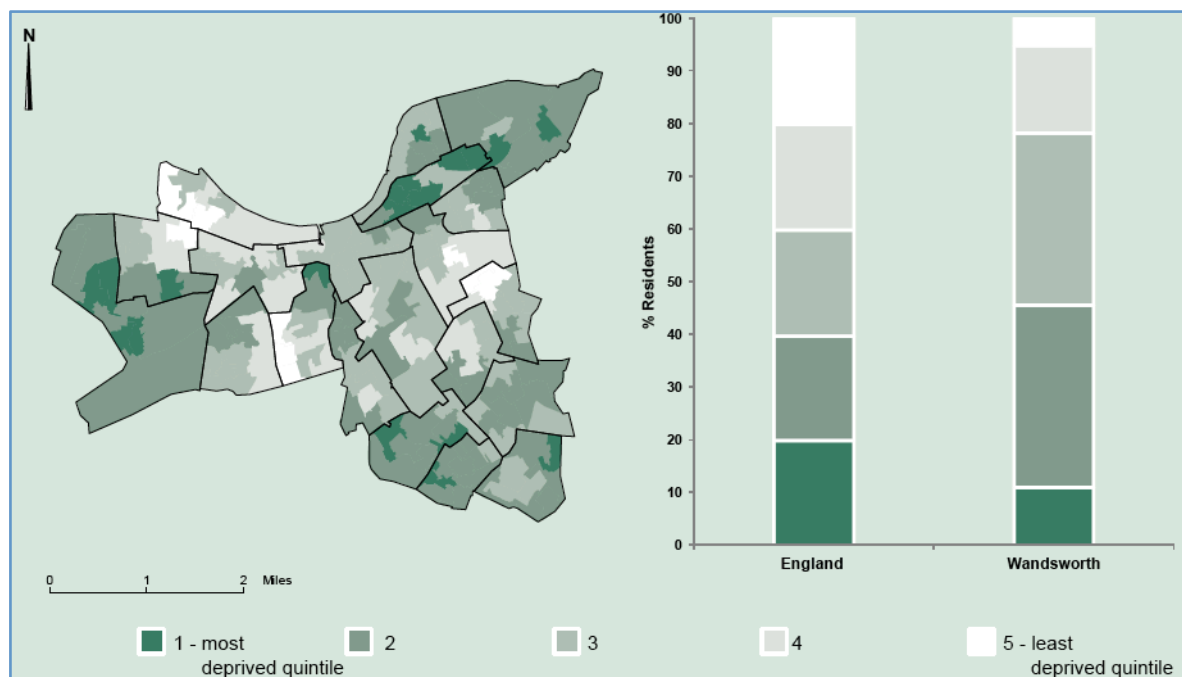 N
0 1 2 Miles
100
90
80
70
60
50
40
30
20
10
0
% Residents
England Wandsworth
1 - most
deprived quintile
2
3
4
5 - least
deprived quintile